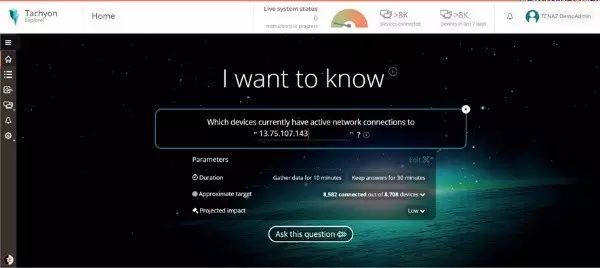 Tachyon
Explorer
Home
Live system status
0
Instructions in progress
>8K
Devices connected
>8K
Devices in last 7 days
TENAZ DemoAdmin
I want to know
Which devices currently have active network connections to
" 13.75.107.143 " ?
Parameters
Edit
Duration
Gather data for 10 minutes
Keep answers for 30 minutes
Approximate target
8,582 connected out of 8,708 devices
Projected impact
Low
Ask this question